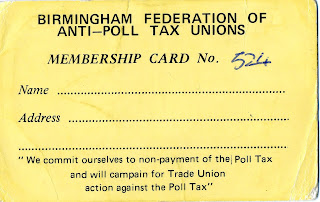 BIRMINGHAM FEDERATION OF
ANTI–POLL TAX UNIONS
MEMBERSHIP CARD No. 524
Name
Address
" We commit ourselves to non-payment of the Poll Tax
and will campain for Trade Union
action against the Poll Tax"